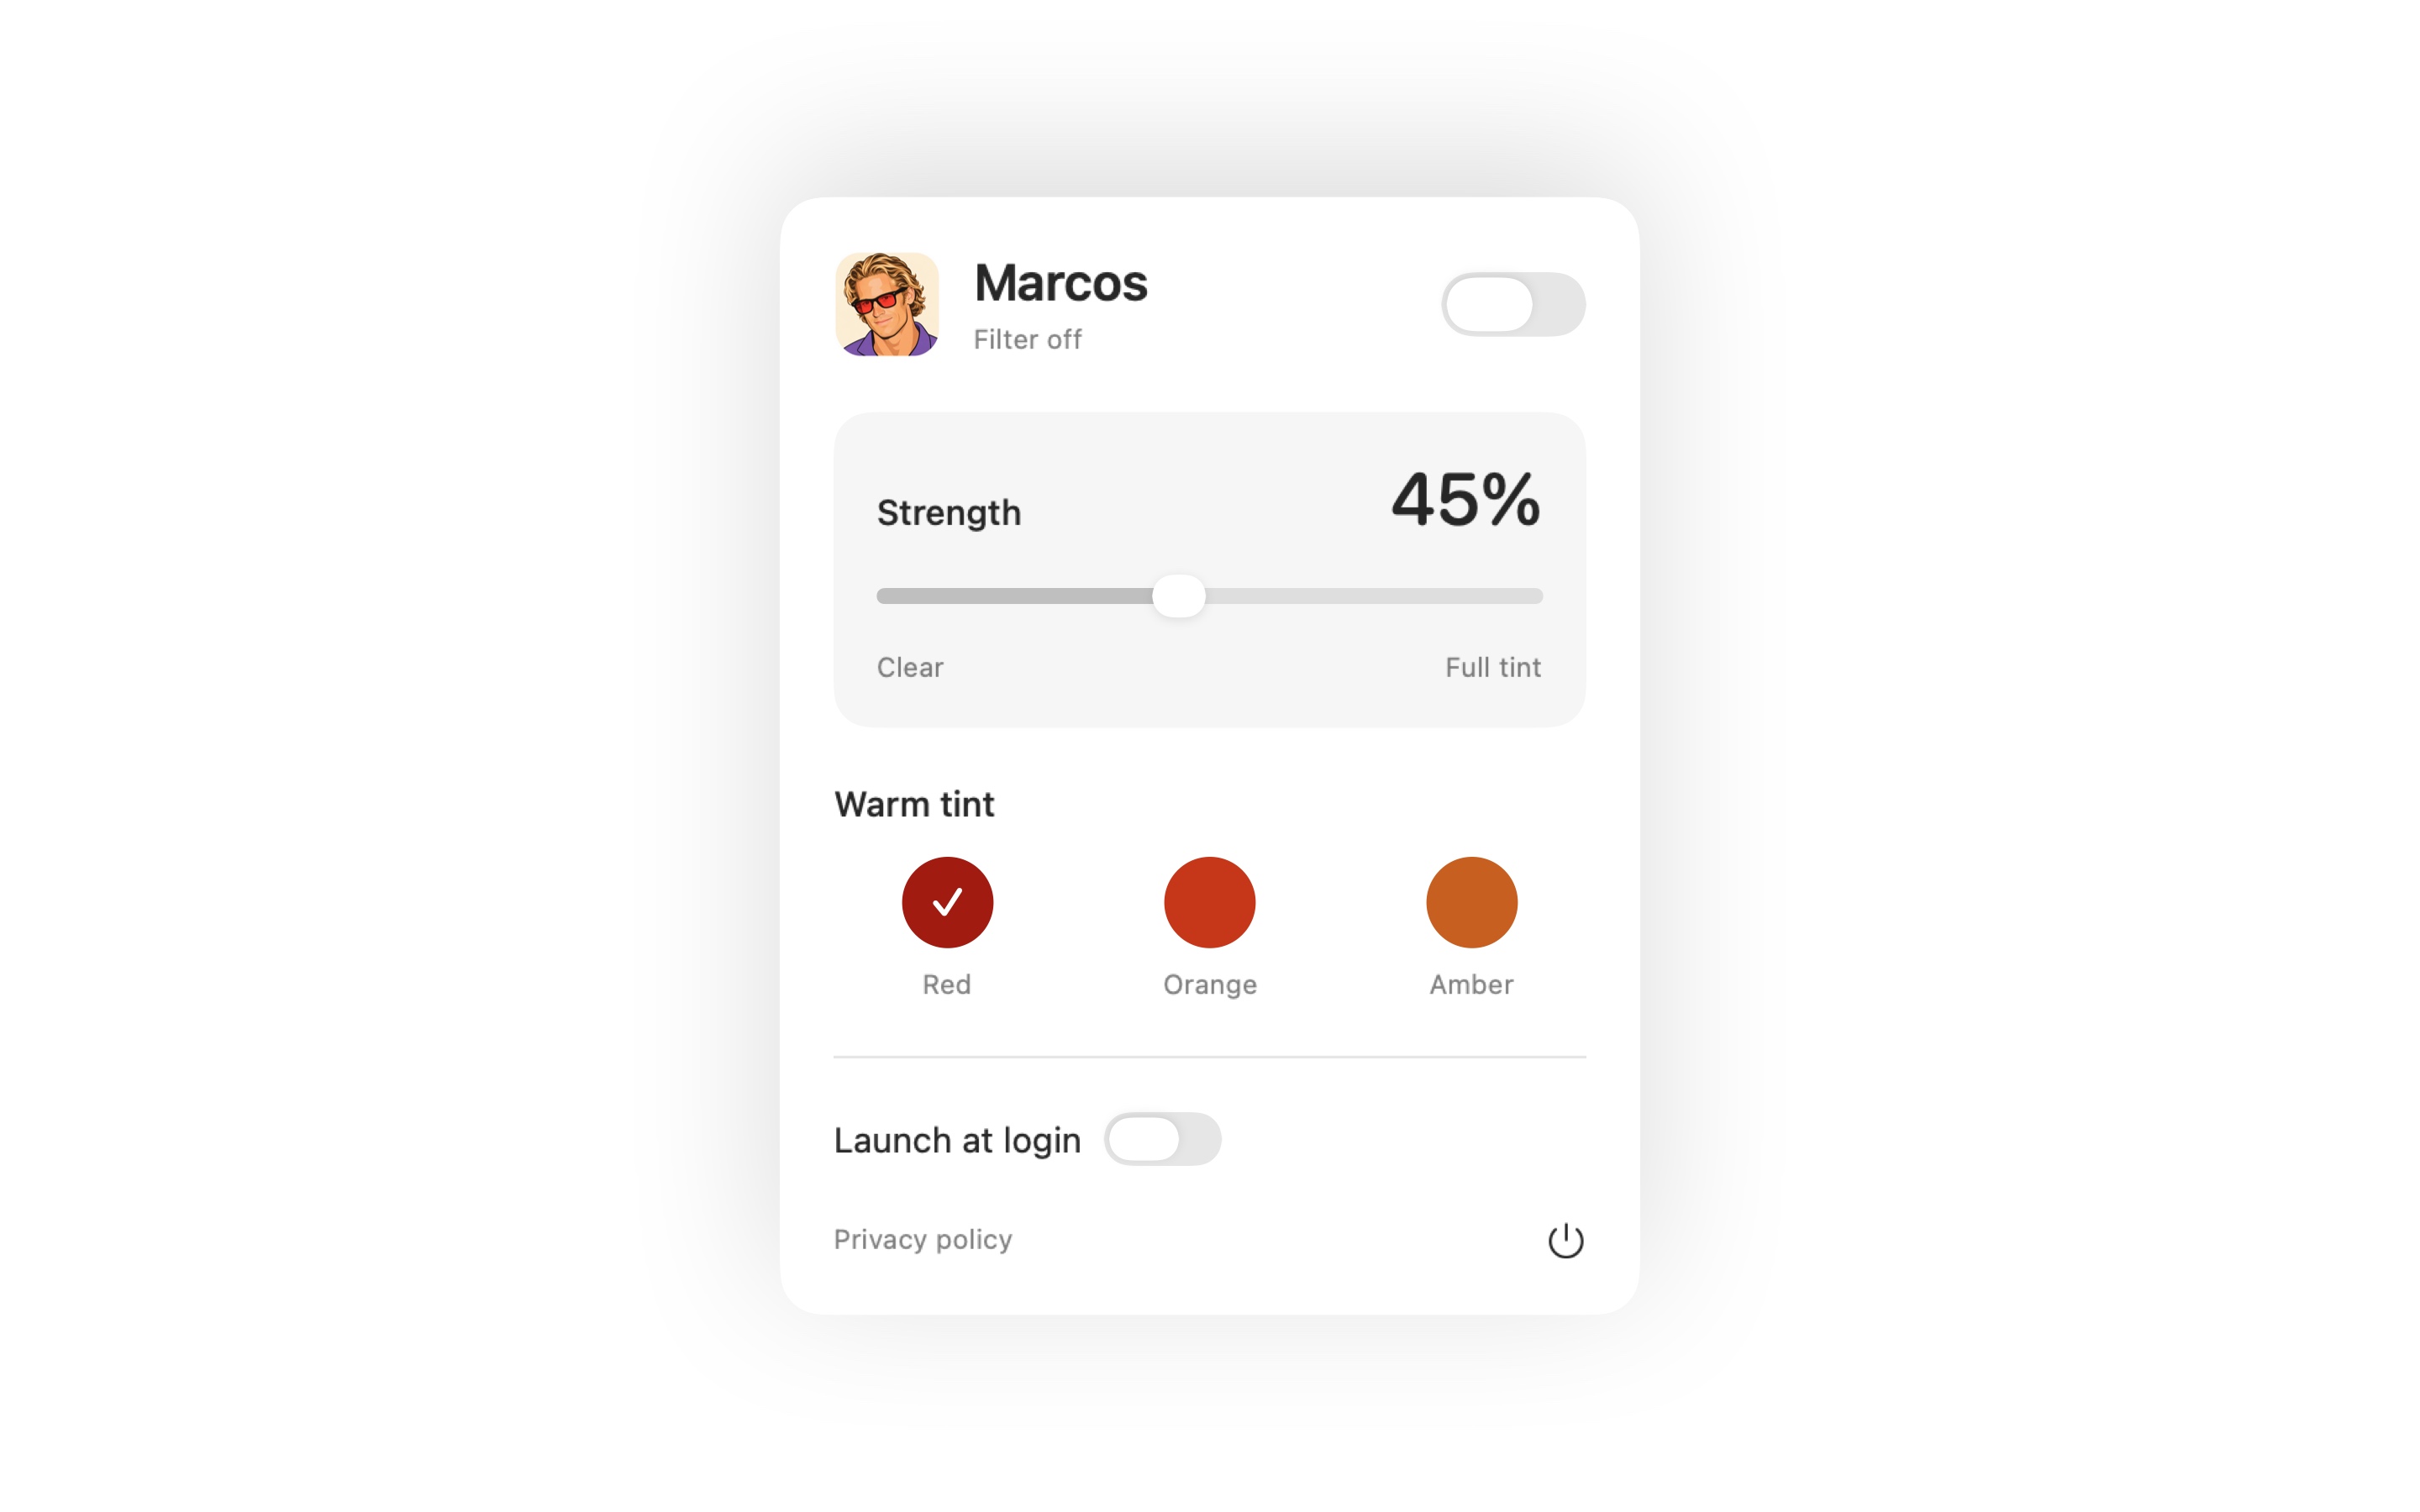 Marcos
Filter off
Strength 45%
Clear Full tint
Warm tint
Red Orange Amber
Launch at login
Privacy policy